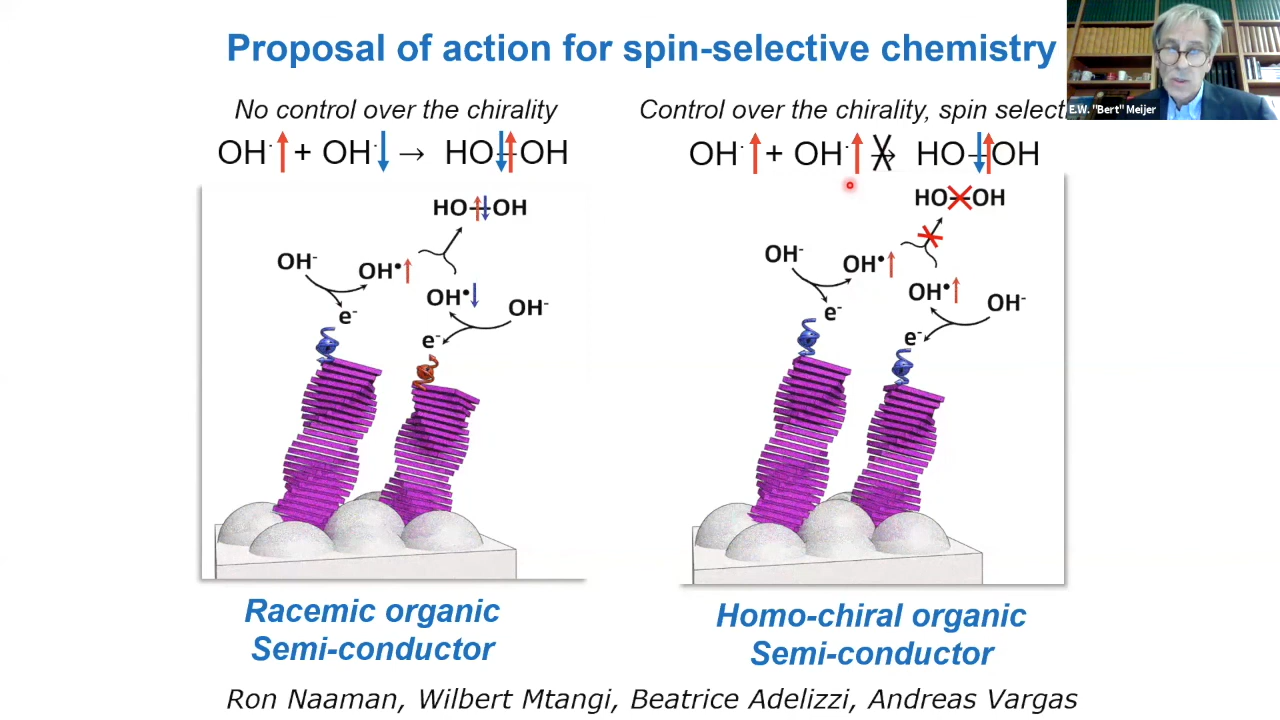 Proposal of action for spin-selective chemistry
E.W. "Bert" Meijer
No control over the chirality
Control over the chirality, spin selecti
OH· + OH· → HO OH
OH· + OH· → HO OH
HO OH
OH⁻
OH•
OH•
OH⁻
e⁻
e⁻
HO OH
OH⁻
OH•
OH•
OH⁻
e⁻
e⁻
Racemic organic
Semi-conductor
Homo-chiral organic
Semi-conductor
Ron Naaman, Wilbert Mtangi, Beatrice Adelizzi, Andreas Vargas